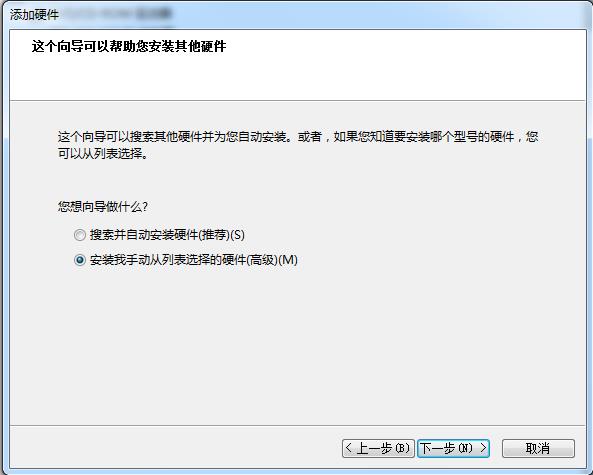 添加硬件
这个向导可以帮助您安装其他硬件
这个向导可以搜索其他硬件并为您自动安装。或者，如果您知道要安装哪个型号的硬件，您
可以从列表选择。
您想向导做什么?
搜索并自动安装硬件(推荐)(S)
安装我手动从列表选择的硬件(高级)(M)
< 上一步(B) 下一步(N) > 取消